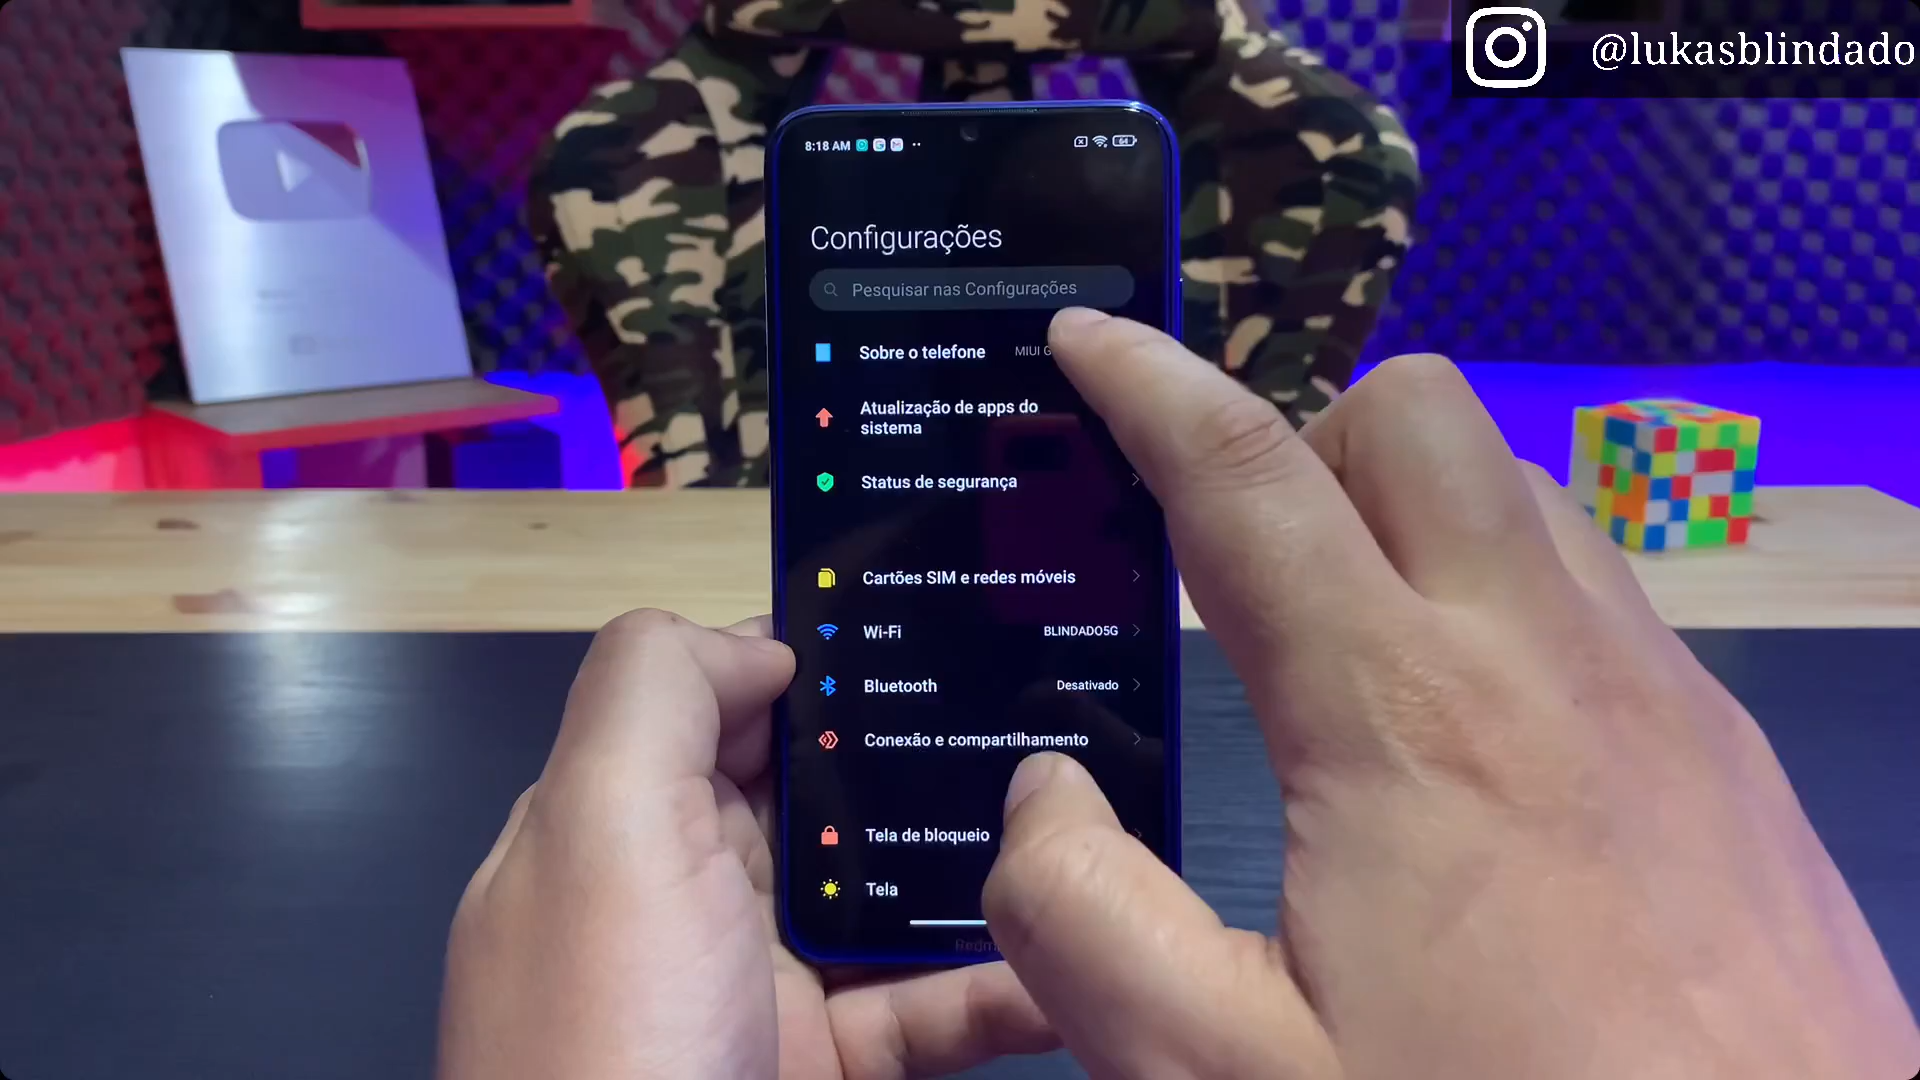 @lukasblindado
8:18 AM
64
Configurações
Pesquisar nas Configurações
Sobre o telefone
MIUI
Atualização de apps do
sistema
Status de segurança
Cartões SIM e redes móveis
Wi-Fi
BLINDADO5G
Bluetooth
Desativado
Conexão e compartilhamento
Tela de bloqueio
Tela